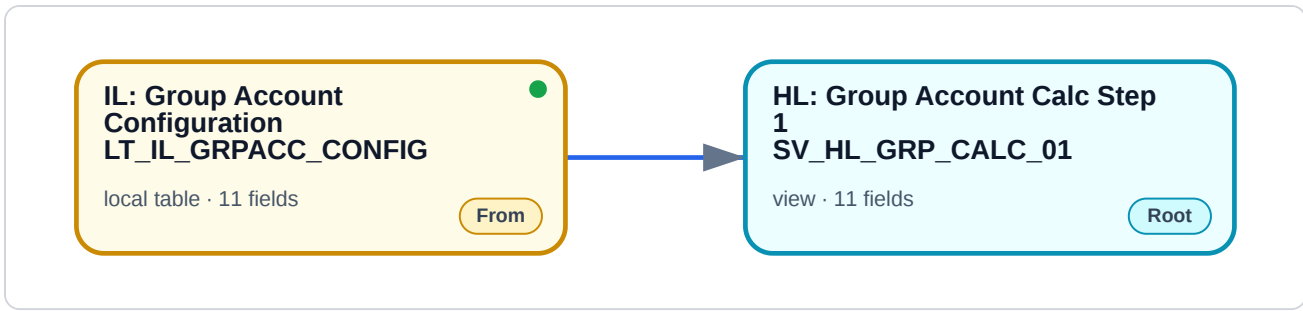 IL: Group Account
Configuration
LT_IL_GRPACC_CONFIG
local table · 11 fields
From
HL: Group Account Calc Step
1
SV_HL_GRP_CALC_01
view · 11 fields
Root